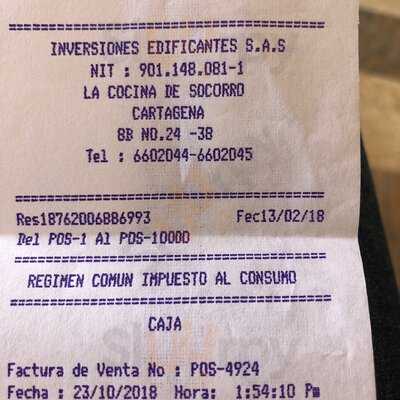 INVERSIONES EDIFICANTES S.A.S
NIT : 901.148.081-1
LA COCINA DE SOCORRO
CARTAGENA
8B NO.24 -38
Tel : 6602044-6602045
Res18762006886993 Fec13/02/18
Del POS-1 Al POS-10000
REGIMEN COMUN IMPUESTO AL CONSUMO
CAJA
Factura de Venta No : POS-4924
Fecha : 23/10/2018 Hora: 1:54:10 Pm